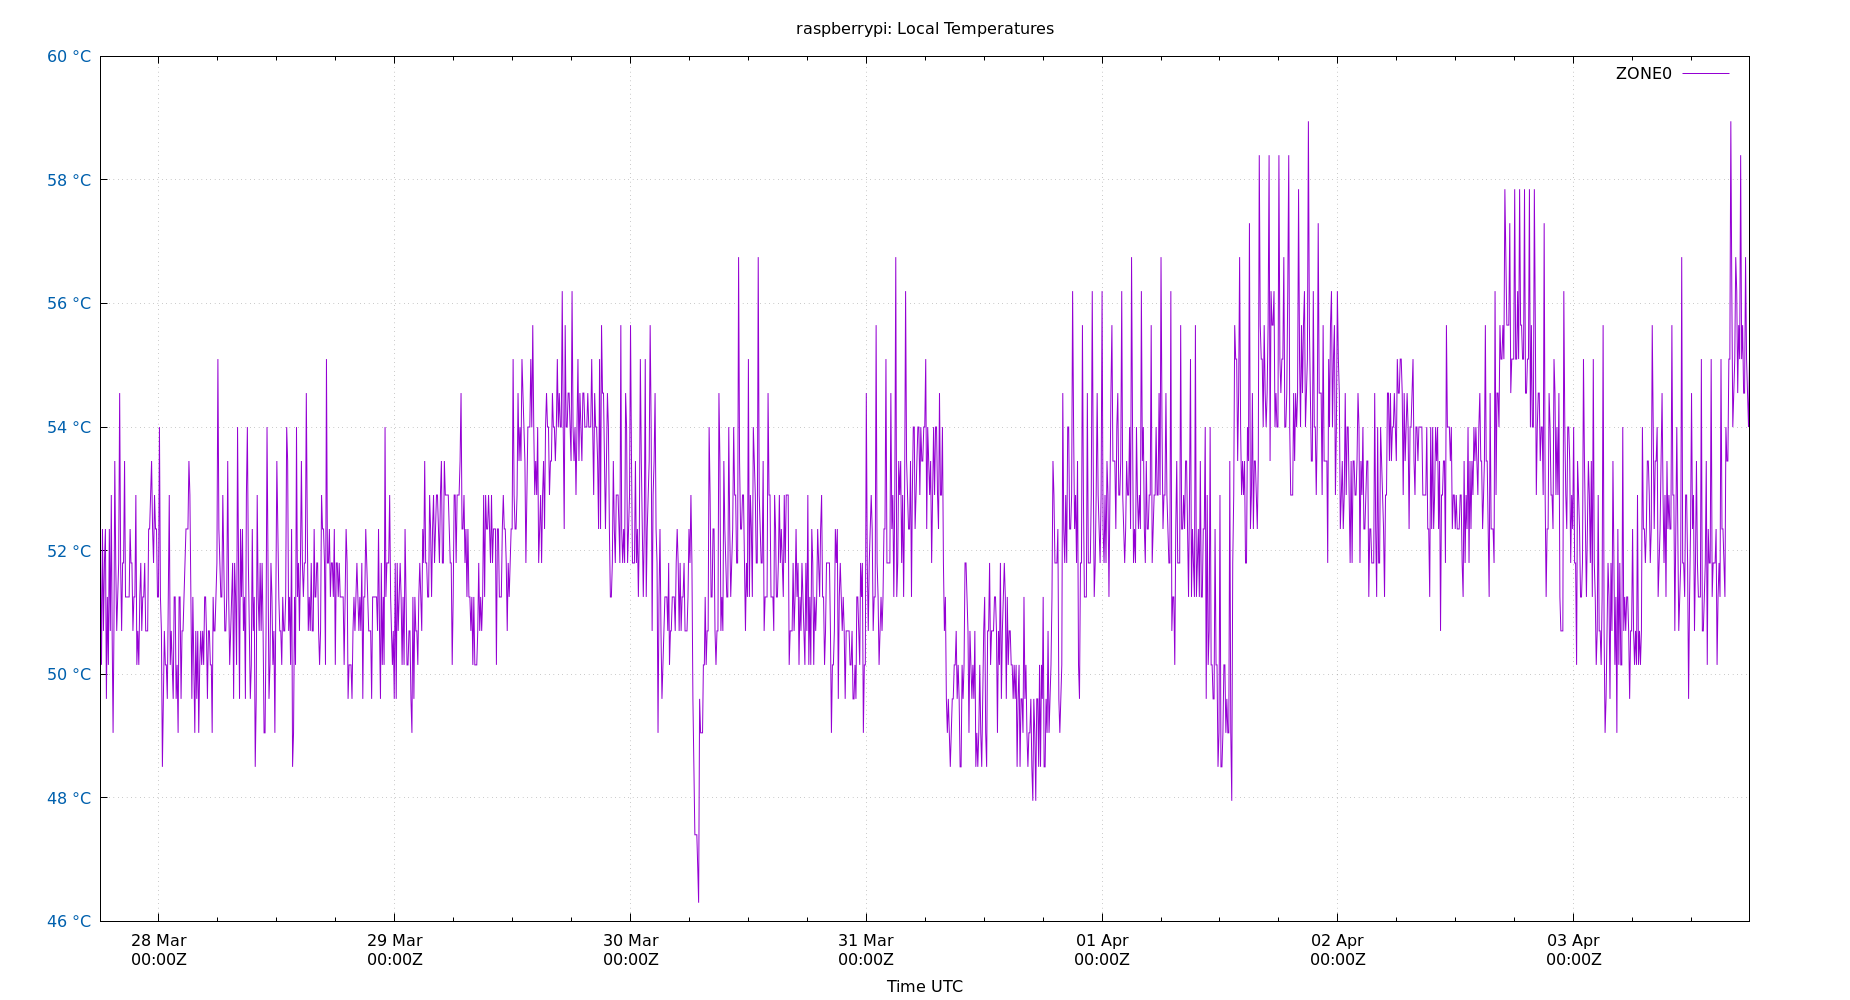 raspberrypi: Local Temperatures
60 °C
ZONE0
58 °C
56 °C
54 °C
52 °C
50 °C
48 °C
46 °C
28 Mar 29 Mar 30 Mar 31 Mar 01 Apr 02 Apr 03 Apr
00:00Z 00:00Z 00:00Z 00:00Z 00:00Z 00:00Z 00:00Z
Time UTC